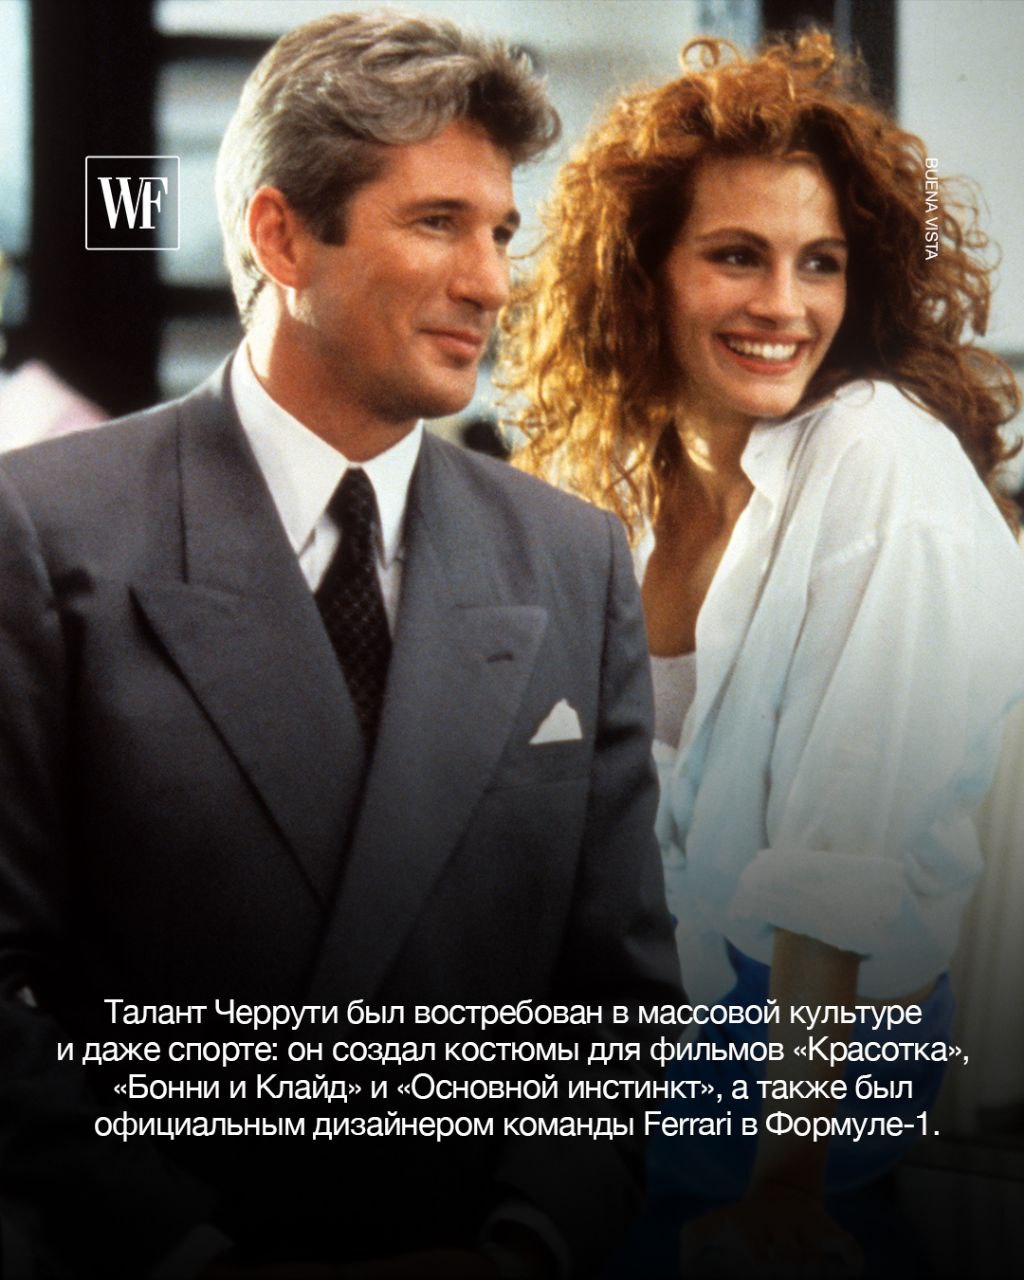 WF
BUENA VISTA
Талант Черрути был востребован в массовой культуре
и даже спорте: он создал костюмы для фильмов «Красотка»,
«Бонни и Клайд» и «Основной инстинкт», а также был
официальным дизайнером команды Ferrari в Формуле-1.